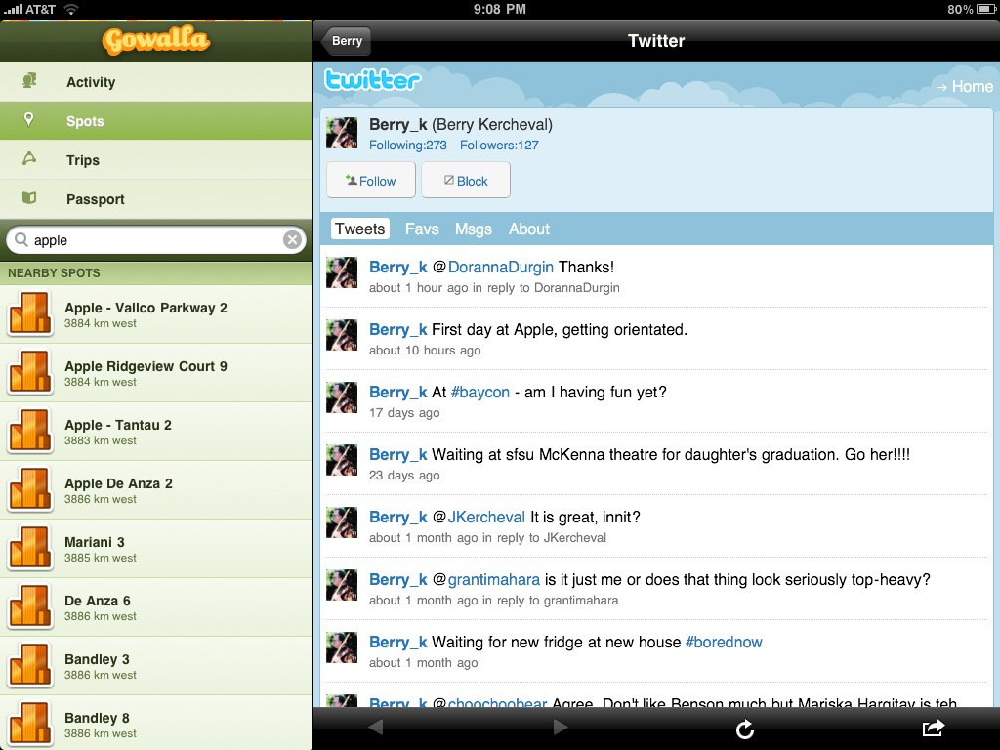 AT&T
9:08 PM
80%
Gowalla
Activity
Spots
Trips
Passport
apple
NEARBY SPOTS
Apple - Vallco Parkway 2
3884 km west
Apple Ridgeview Court 9
3884 km west
Apple - Tantau 2
3883 km west
Apple De Anza 2
3886 km west
Mariani 3
3885 km west
De Anza 6
3886 km west
Bandley 3
3886 km west
Bandley 8
3886 km west
Berry
Twitter
twitter
→ Home
Berry_k (Berry Kercheval)
Following:273 Followers:127
Follow Block
Tweets Favs Msgs About
Berry_k @DorannaDurgin Thanks!
about 1 hour ago in reply to DorannaDurgin
Berry_k First day at Apple, getting orientated.
about 10 hours ago
Berry_k At #baycon - am I having fun yet?
17 days ago
Berry_k Waiting at sfsu McKenna theatre for daughter's graduation. Go her!!!!
23 days ago
Berry_k @JKercheval It is great, innit?
about 1 month ago in reply to JKercheval
Berry_k @grantimahara is it just me or does that thing look seriously top-heavy?
about 1 month ago in reply to grantimahara
Berry_k Waiting for new fridge at new house #borednow
about 1 month ago
Berry_k @choochoobear Agree. Don't like Benson much but Mariska Hargitay is teh